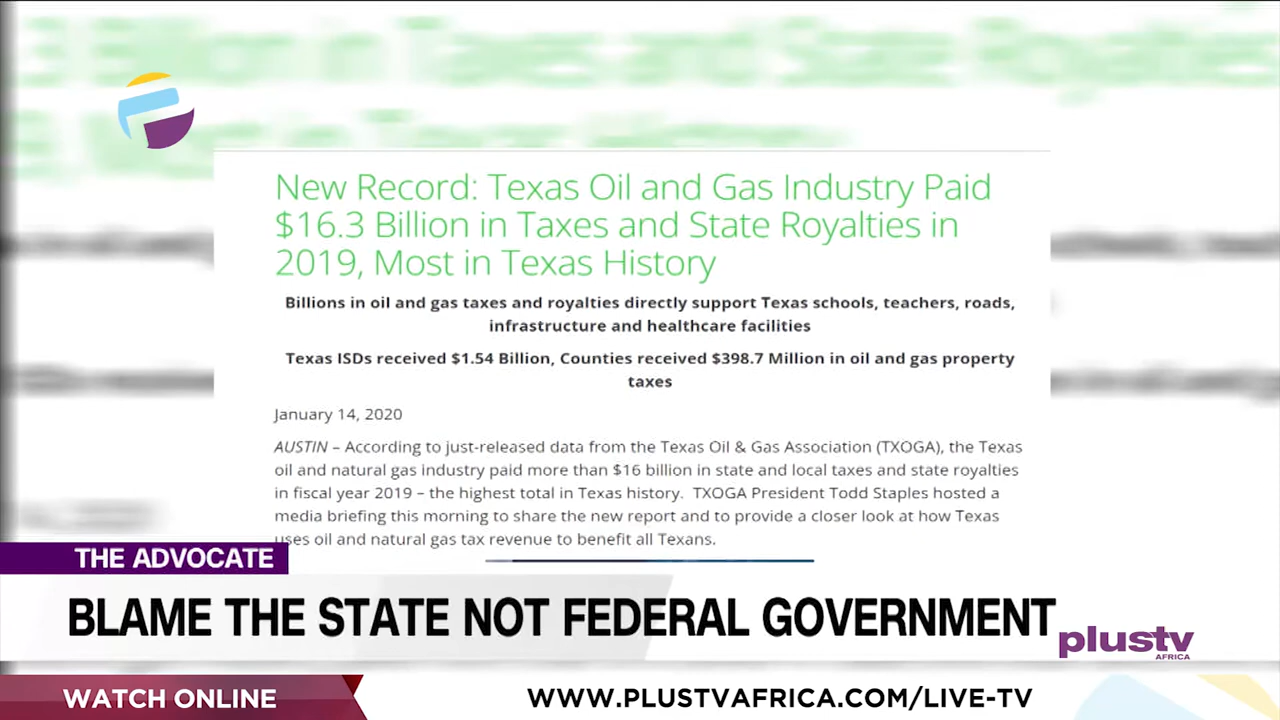 New Record: Texas Oil and Gas Industry Paid
$16.3 Billion in Taxes and State Royalties in
2019, Most in Texas History
Billions in oil and gas taxes and royalties directly support Texas schools, teachers, roads,
infrastructure and healthcare facilities
Texas ISDs received $1.54 Billion, Counties received $398.7 Million in oil and gas property
taxes
January 14, 2020
AUSTIN – According to just-released data from the Texas Oil & Gas Association (TXOGA), the Texas
oil and natural gas industry paid more than $16 billion in state and local taxes and state royalties
in fiscal year 2019 – the highest total in Texas history. TXOGA President Todd Staples hosted a
media briefing this morning to share the new report and to provide a closer look at how Texas
uses oil and natural gas tax revenue to benefit all Texans.
THE ADVOCATE
BLAME THE STATE NOT FEDERAL GOVERNMENT
plustv
AFRICA
WATCH ONLINE
WWW.PLUSTVAFRICA.COM/LIVE-TV